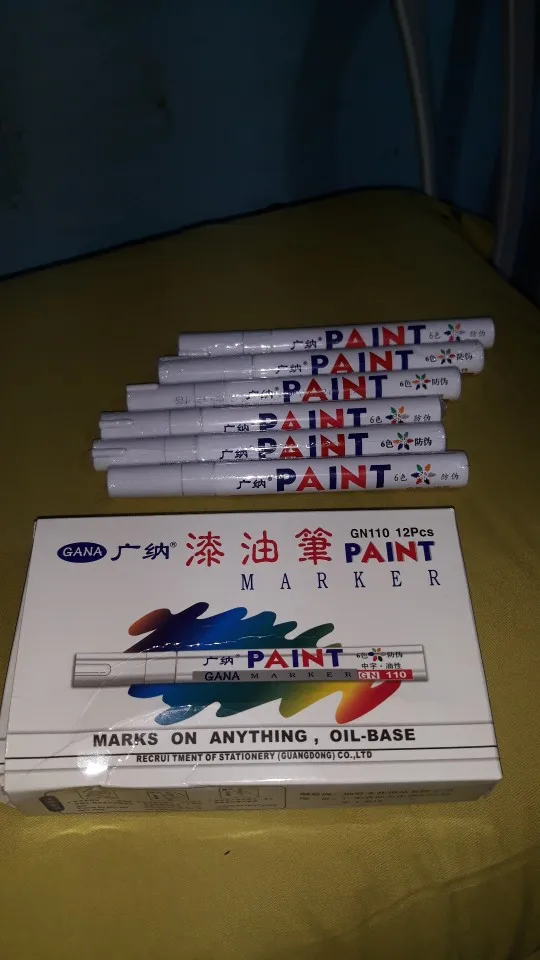 广纳® PAINT 6色 防伪
广纳® PAINT 6色 防伪
广纳® PAINT 6色 防伪
广纳® PAINT 6色 防伪
广纳® PAINT 6色 防伪
广纳® PAINT 6色 防伪
GANA 广纳® 漆油筆 GN110 12Pcs
PAINT
MARKER
广纳® PAINT 6色 防伪
中字·油性
GANA MARKER GN 110
MARKS ON ANYTHING , OIL-BASE
RECRUITMENT OF STATIONERY (GUANGDONG) CO.,LTD